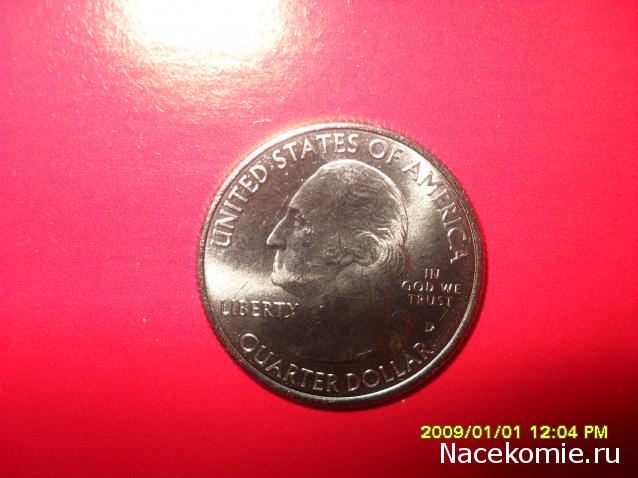 UNITED STATES OF AMERICA
IN
GOD WE
TRUST
LIBERTY
P
QUARTER DOLLAR
2009/01/01 12:04 PM
Nacekomie.ru